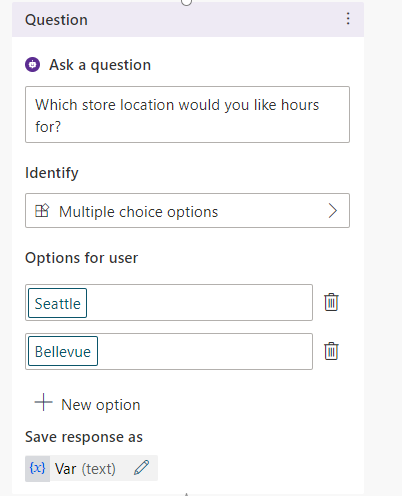 Question
Ask a question
Which store location would you like hours
for?
Identify
Multiple choice options
Options for user
Seattle
Bellevue
New option
Save response as
{x} Var (text)